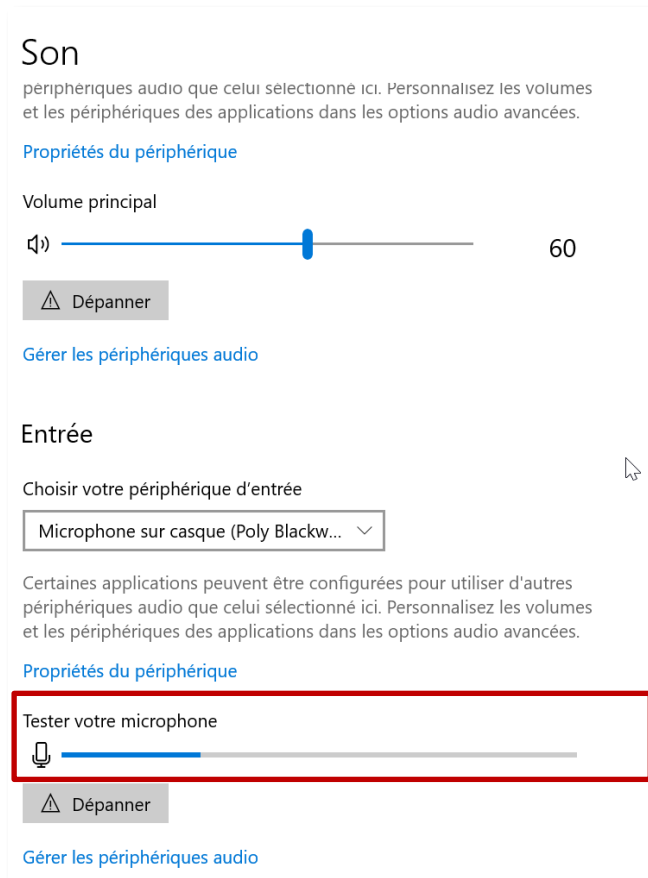 Son
périphériques audio que celui sélectionné ici. Personnalisez les volumes
et les périphériques des applications dans les options audio avancées.
Propriétés du périphérique
Volume principal
60
Dépanner
Gérer les périphériques audio
Entrée
Choisir votre périphérique d'entrée
Microphone sur casque (Poly Blackw...
Certaines applications peuvent être configurées pour utiliser d'autres
périphériques audio que celui sélectionné ici. Personnalisez les volumes
et les périphériques des applications dans les options audio avancées.
Propriétés du périphérique
Tester votre microphone
Dépanner
Gérer les périphériques audio